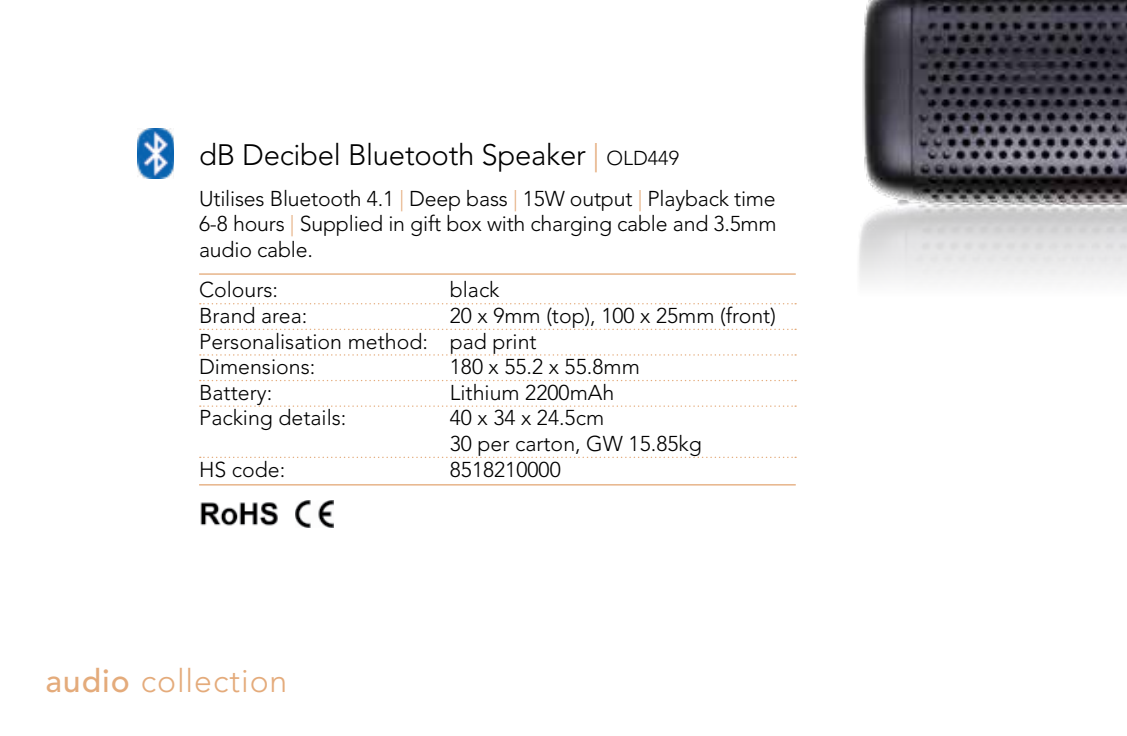 dB Decibel Bluetooth Speaker | OLD449
Utilises Bluetooth 4.1 | Deep bass | 15W output | Playback time
6-8 hours | Supplied in gift box with charging cable and 3.5mm
audio cable.
Colours: black
Brand area: 20 x 9mm (top), 100 x 25mm (front)
Personalisation method: pad print
Dimensions: 180 x 55.2 x 55.8mm
Battery: Lithium 2200mAh
Packing details: 40 x 34 x 24.5cm
30 per carton, GW 15.85kg
HS code: 8518210000
RoHS CE
audio collection